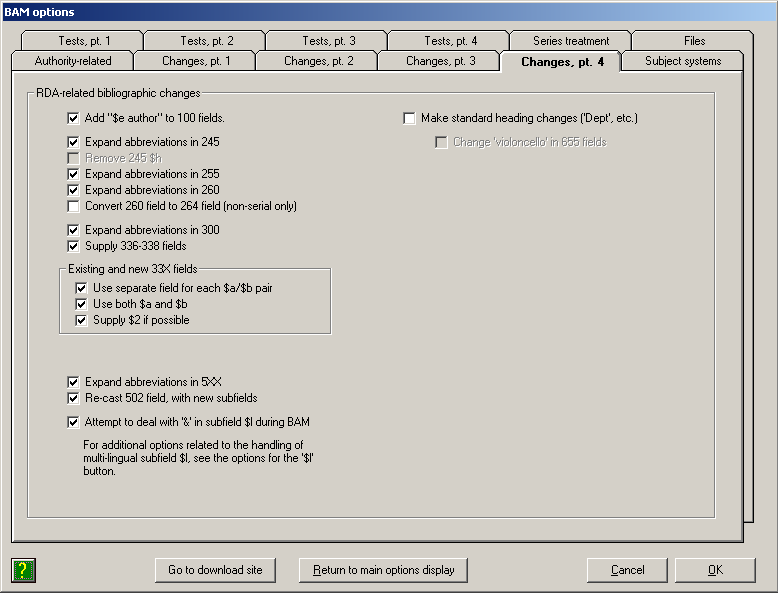 BAM options
Tests, pt. 1
Tests, pt. 2
Tests, pt. 3
Tests, pt. 4
Series treatment
Files
Authority-related
Changes, pt. 1
Changes, pt. 2
Changes, pt. 3
Changes, pt. 4
Subject systems
RDA-related bibliographic changes
Add "$e author" to 100 fields.
Expand abbreviations in 245
Remove 245 $h
Expand abbreviations in 255
Expand abbreviations in 260
Convert 260 field to 264 field (non-serial only)
Expand abbreviations in 300
Supply 336-338 fields
Existing and new 33X fields
Use separate field for each $a/$b pair
Use both $a and $b
Supply $2 if possible
Expand abbreviations in 5XX
Re-cast 502 field, with new subfields
Attempt to deal with '&' in subfield $l during BAM
For additional options related to the handling of
multi-lingual subfield $l, see the options for the '$l'
button.
Make standard heading changes ('Dept', etc.)
Change 'violoncello' in 655 fields
?
Go to download site
Return to main options display
Cancel
OK